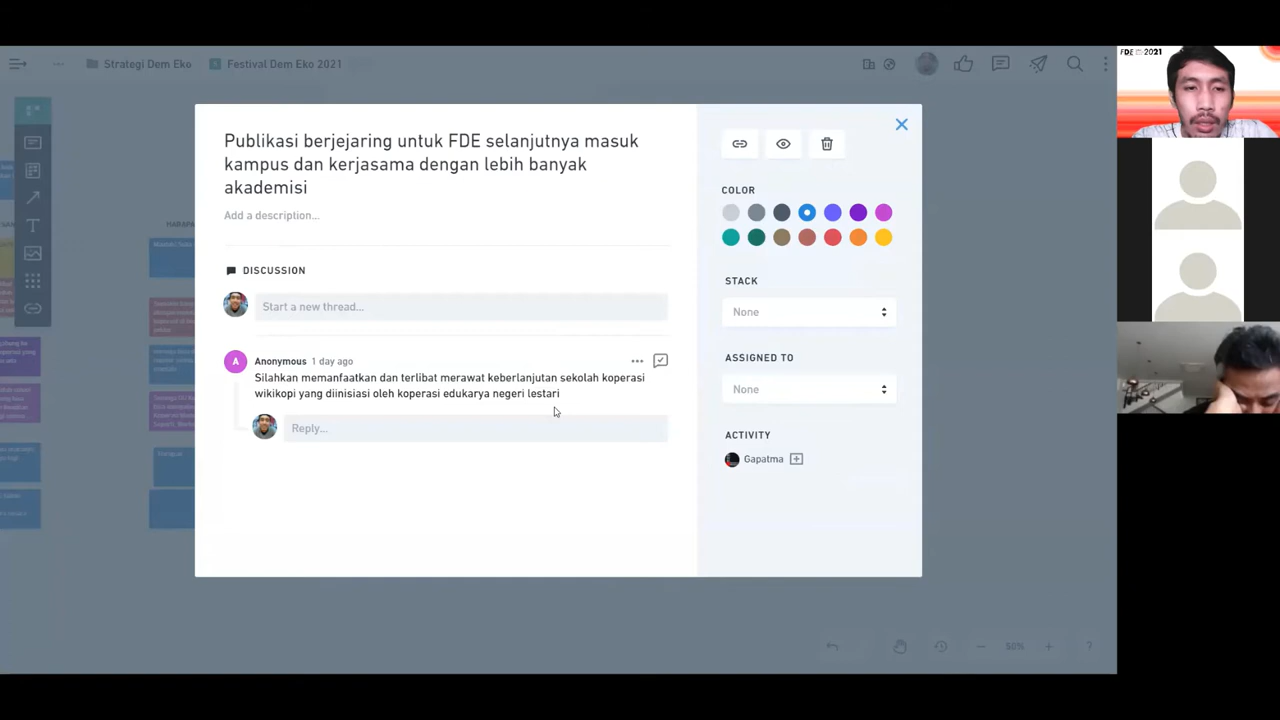 FDE 2021
Strategi Dem Eko
Festival Dem Eko 2021
Publikasi berjejaring untuk FDE selanjutnya masuk
kampus dan kerjasama dengan lebih banyak
akademisi
Add a description...
DISCUSSION
Start a new thread...
A
Anonymous 1 day ago
Silahkan memanfaatkan dan terlibat merawat keberlanjutan sekolah koperasi
wikikopi yang diinisiasi oleh koperasi edukarya negeri lestari
Reply...
COLOR
STACK
None
ASSIGNED TO
None
ACTIVITY
Gapatma
50%